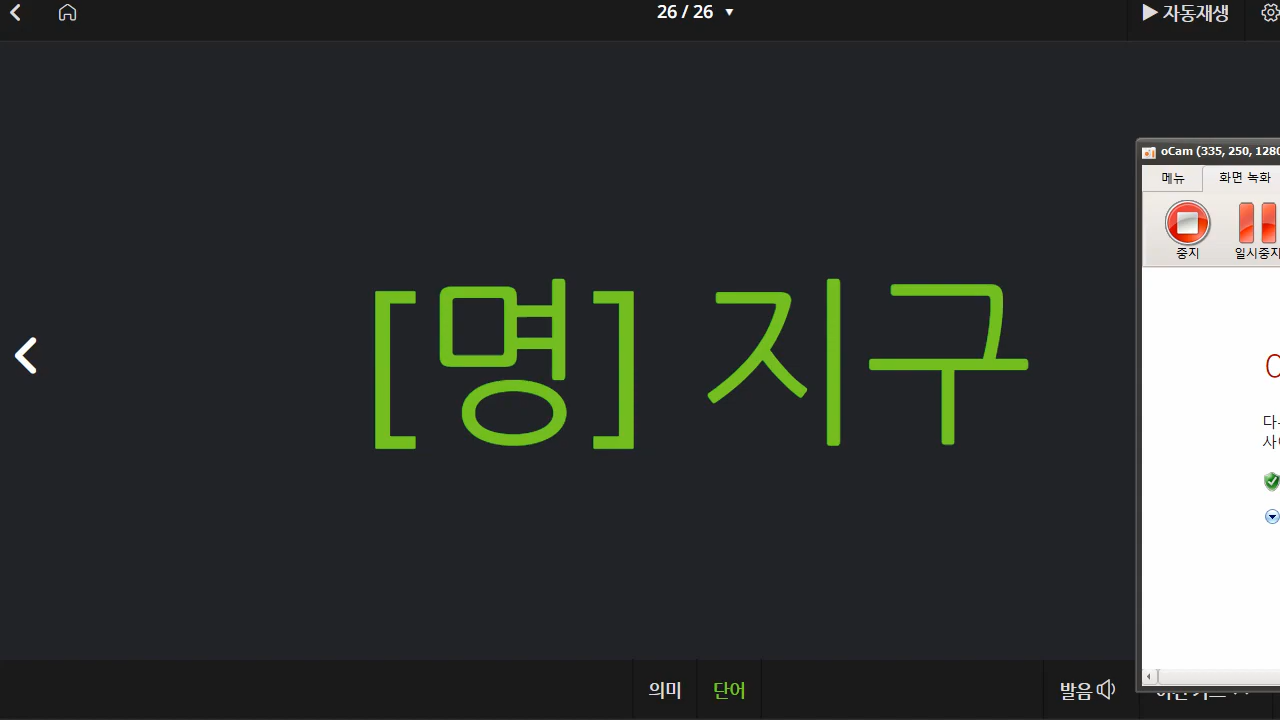 26 / 26 ▼
▶ 자동재생
oCam (335, 250, 1280
메뉴
화면 녹화
중지
일시중지
[명] 지구
의미
단어
발음